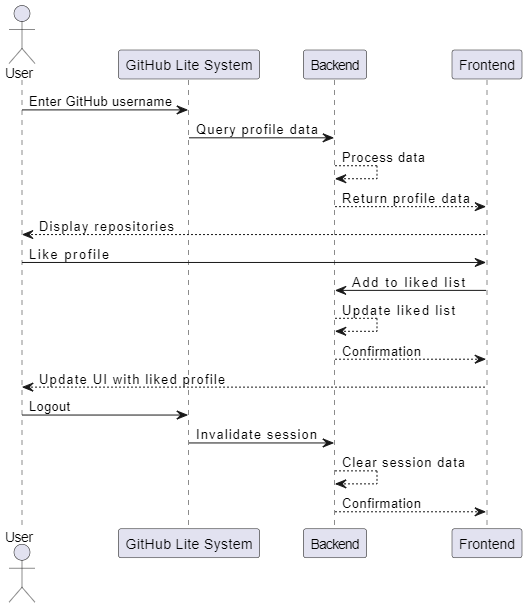 User
GitHub Lite System
Backend
Frontend
Enter GitHub username
Query profile data
Process data
Return profile data
Display repositories
Like profile
Add to liked list
Update liked list
Confirmation
Update UI with liked profile
Logout
Invalidate session
Clear session data
Confirmation
User
GitHub Lite System
Backend
Frontend